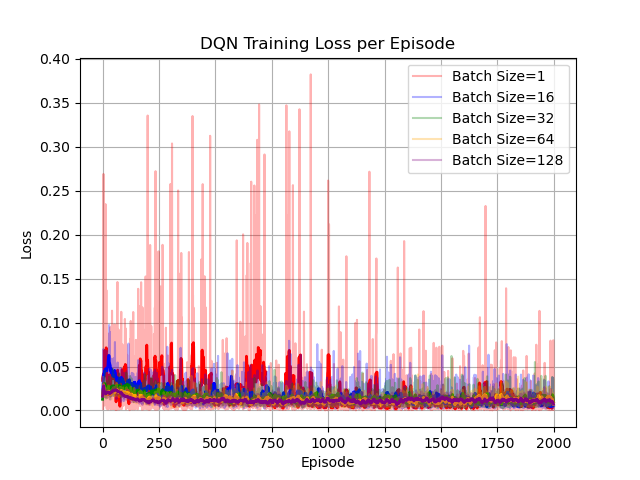 DQN Training Loss per Episode
Loss
0.40
0.35
0.30
0.25
0.20
0.15
0.10
0.05
0.00
Batch Size=1
Batch Size=16
Batch Size=32
Batch Size=64
Batch Size=128
0 250 500 750 1000 1250 1500 1750 2000
Episode